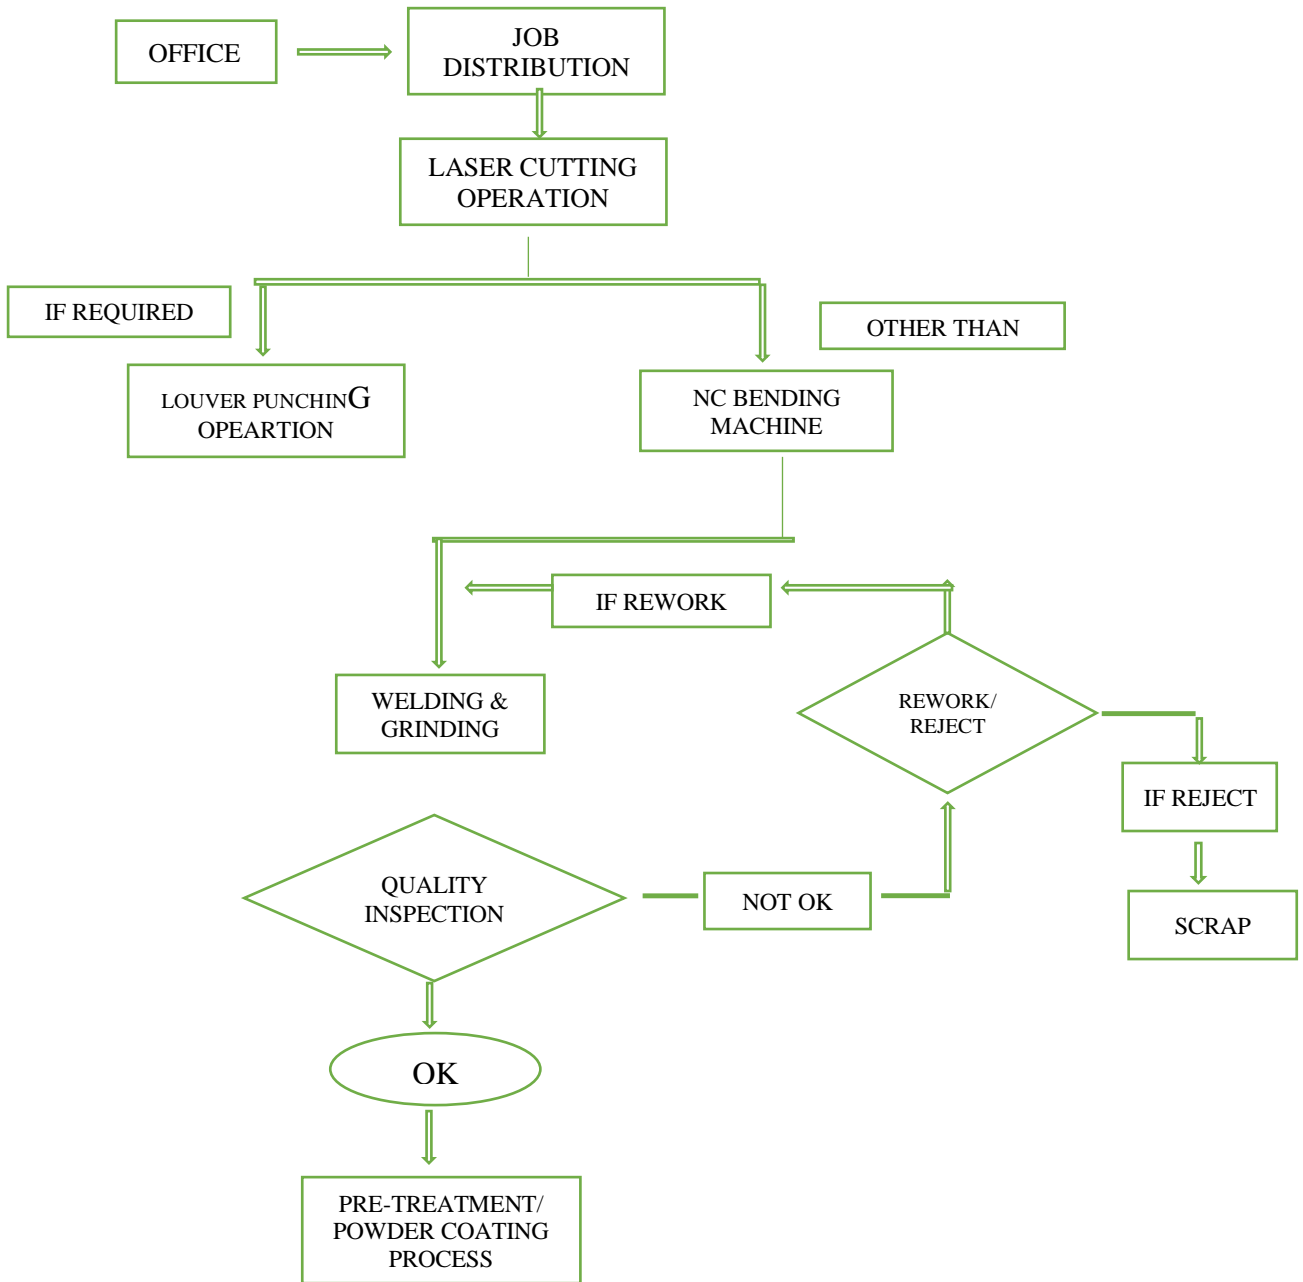 OFFICE
JOB
DISTRIBUTION
LASER CUTTING
OPERATION
IF REQUIRED
OTHER THAN
LOUVER PUNCHING
OPEARTION
NC BENDING
MACHINE
IF REWORK
WELDING &
GRINDING
REWORK/
REJECT
IF REJECT
QUALITY
INSPECTION
NOT OK
SCRAP
OK
PRE-TREATMENT/
POWDER COATING
PROCESS